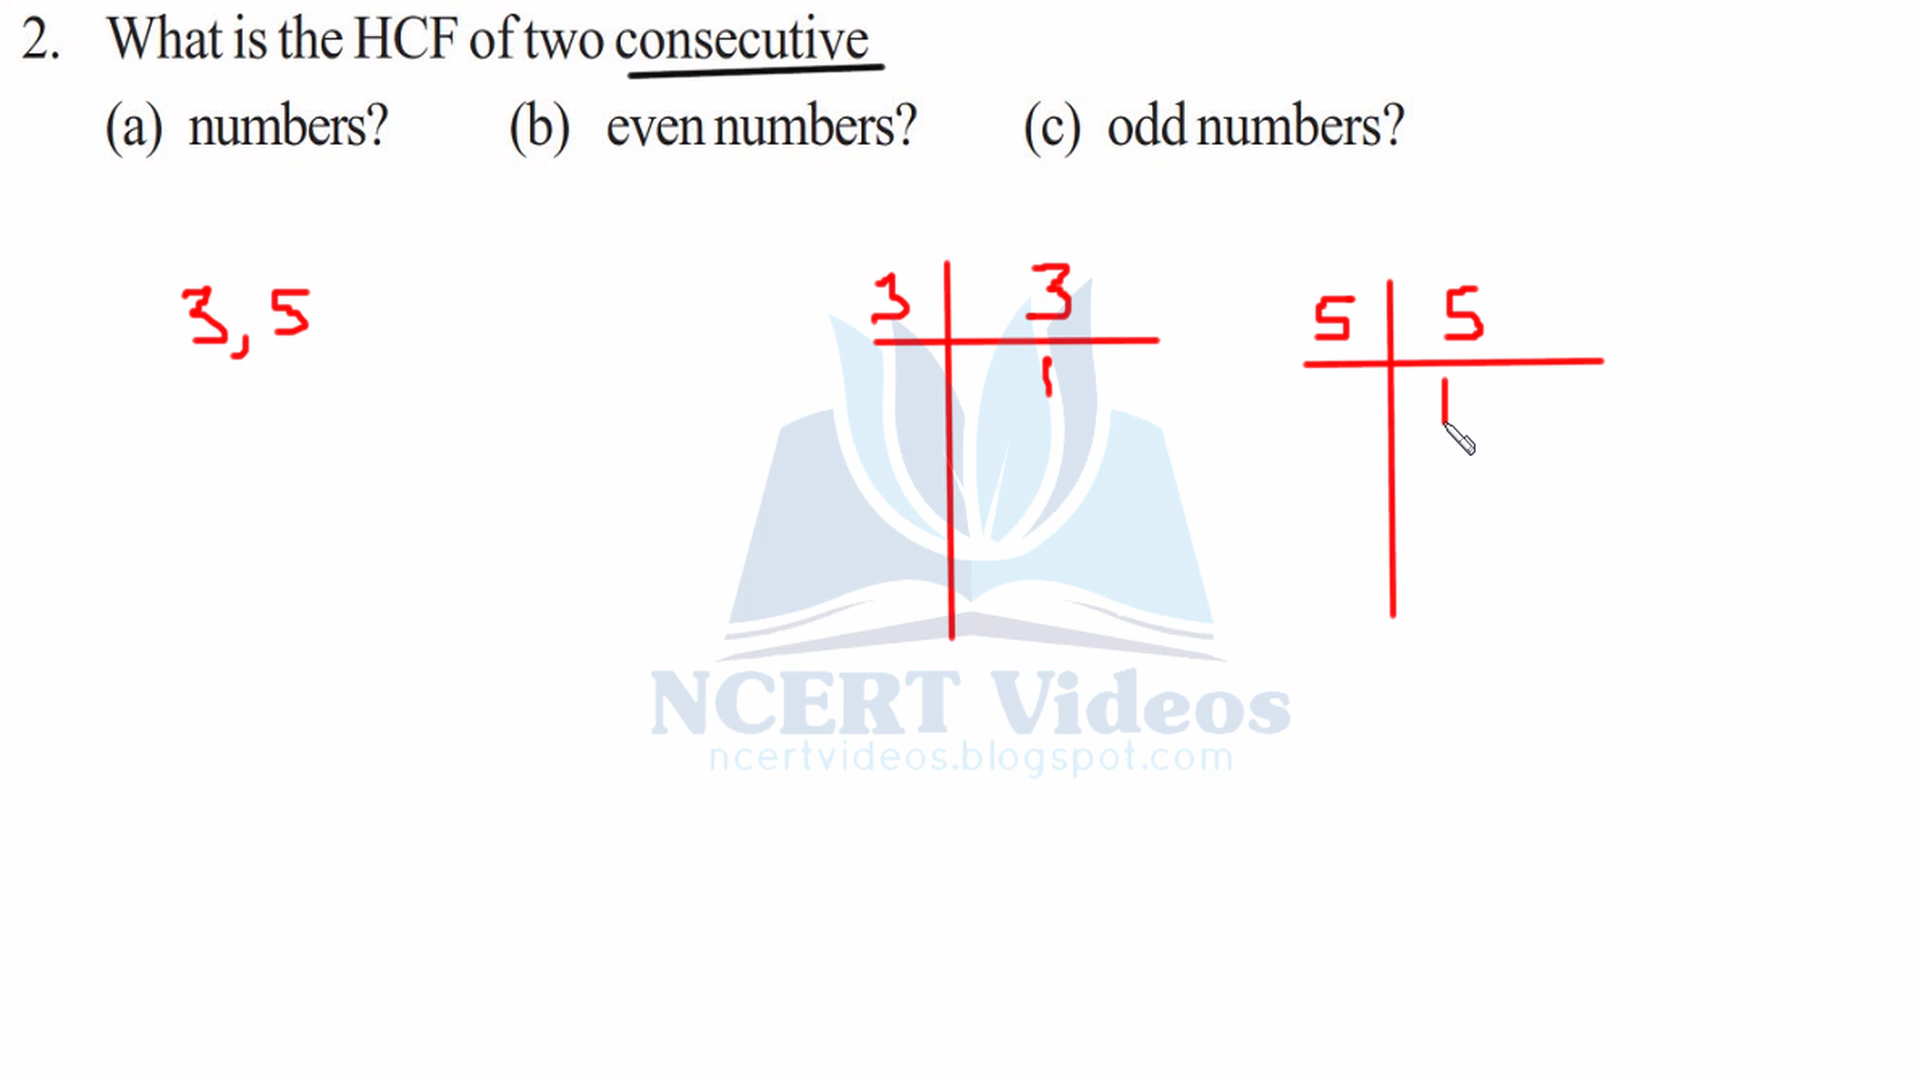 2. What is the HCF of two consecutive
(a) numbers? (b) even numbers? (c) odd numbers?
3, 5
3 3
1
5 5
1
NCERT Videos
ncertvideos.blogspot.com